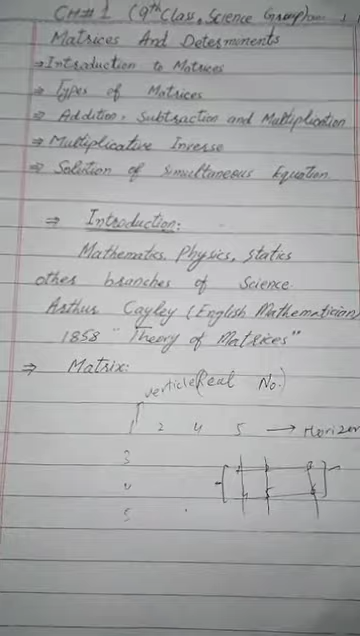 CH#1 (9th Class, Science Group)
Matrices And Determinents
⇒ Introduction to Matrices
⇒ Types of Matrices
⇒ Addition, Subtraction and Multiplication
⇒ Multiplicative Inverse
⇒ Solution of Simultaneous Equation
⇒ Introduction:
Mathematics, Physics, Statics
other branches of Science
Arthur Cayley (English Mathematician)
1858 "Theory of Matrices"
⇒ Matrix:
verticle (Real No.)
1 2 4 5 → Horizon
3
5